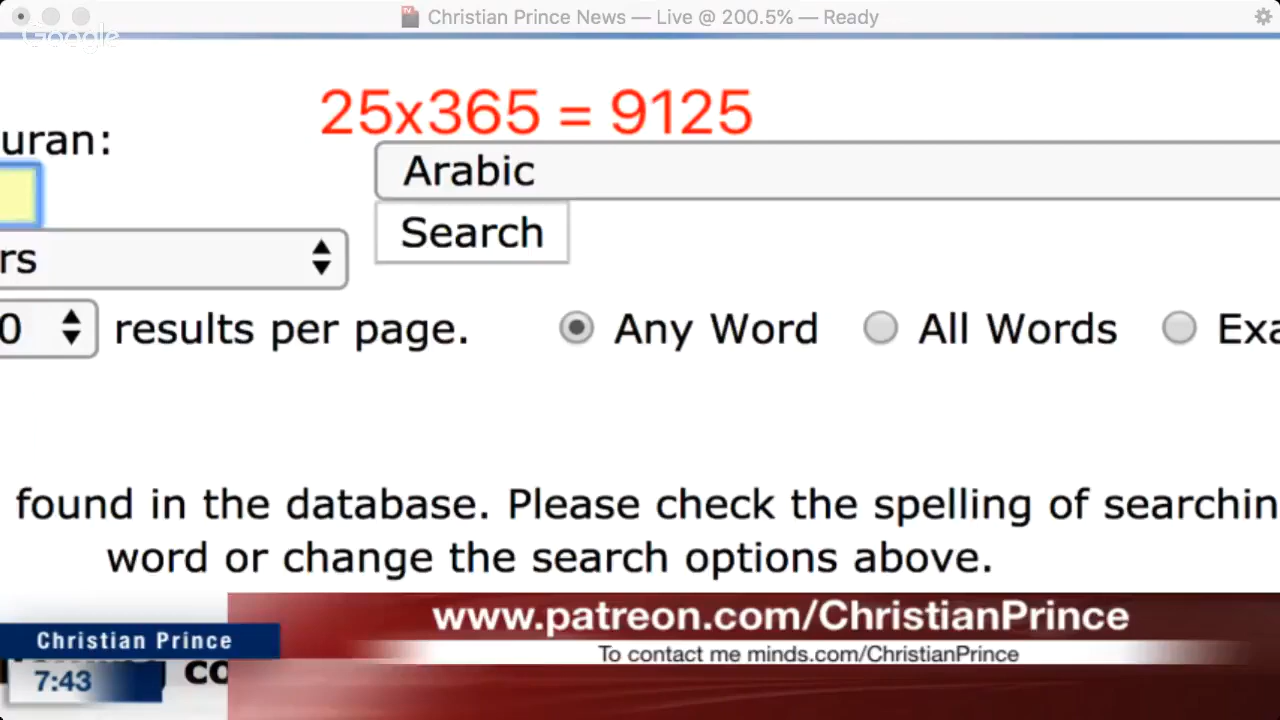 Christian Prince News — Live @ 200.5% — Ready
Google
25x365 = 9125
uran:
Arabic
Search
rs
0 results per page. Any Word All Words Exa
found in the database. Please check the spelling of searchin
word or change the search options above.
www.patreon.com/ChristianPrince
Christian Prince
To contact me minds.com/ChristianPrince
7:43
co